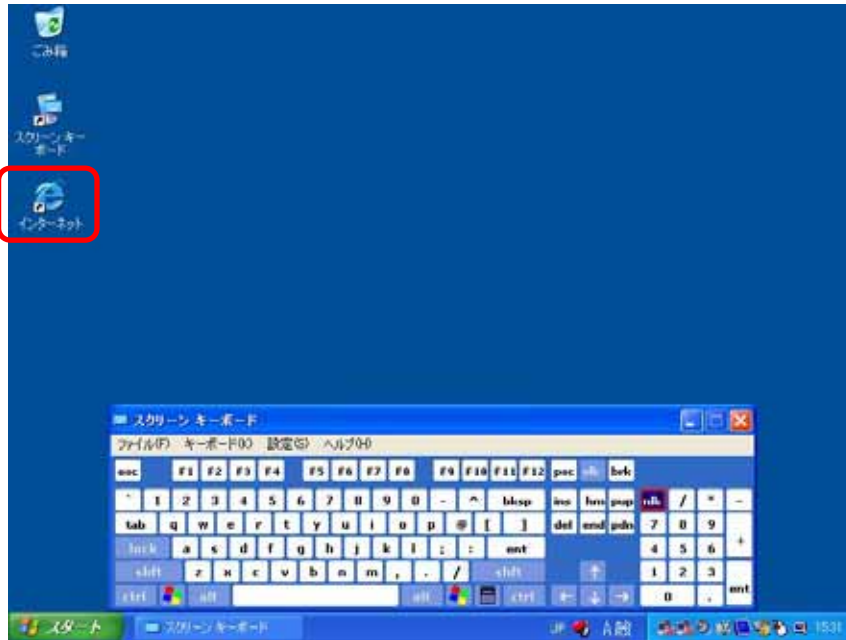 ごみ箱
スクリーン キー
ボード
インターネット
スクリーン キーボード
ファイル(F) キーボード(K) 設定(S) ヘルプ(H)
esc F1 F2 F3 F4 F5 F6 F7 F8 F9 F10 F11 F12 psc slk brk
` 1 2 3 4 5 6 7 8 9 0 - ^ bksp ins hm pup nlk / * -
tab q w e r t y u i o p @ [ ] del end pdn 7 8 9 +
lock a s d f g h j k l ; : ent 4 5 6
shft z x c v b n m , . / shft ↑ 1 2 3 ent
ctrl alt alt ctrl ← ↓ → 0 .
スタート スクリーン キーボード JP A 般 15:31